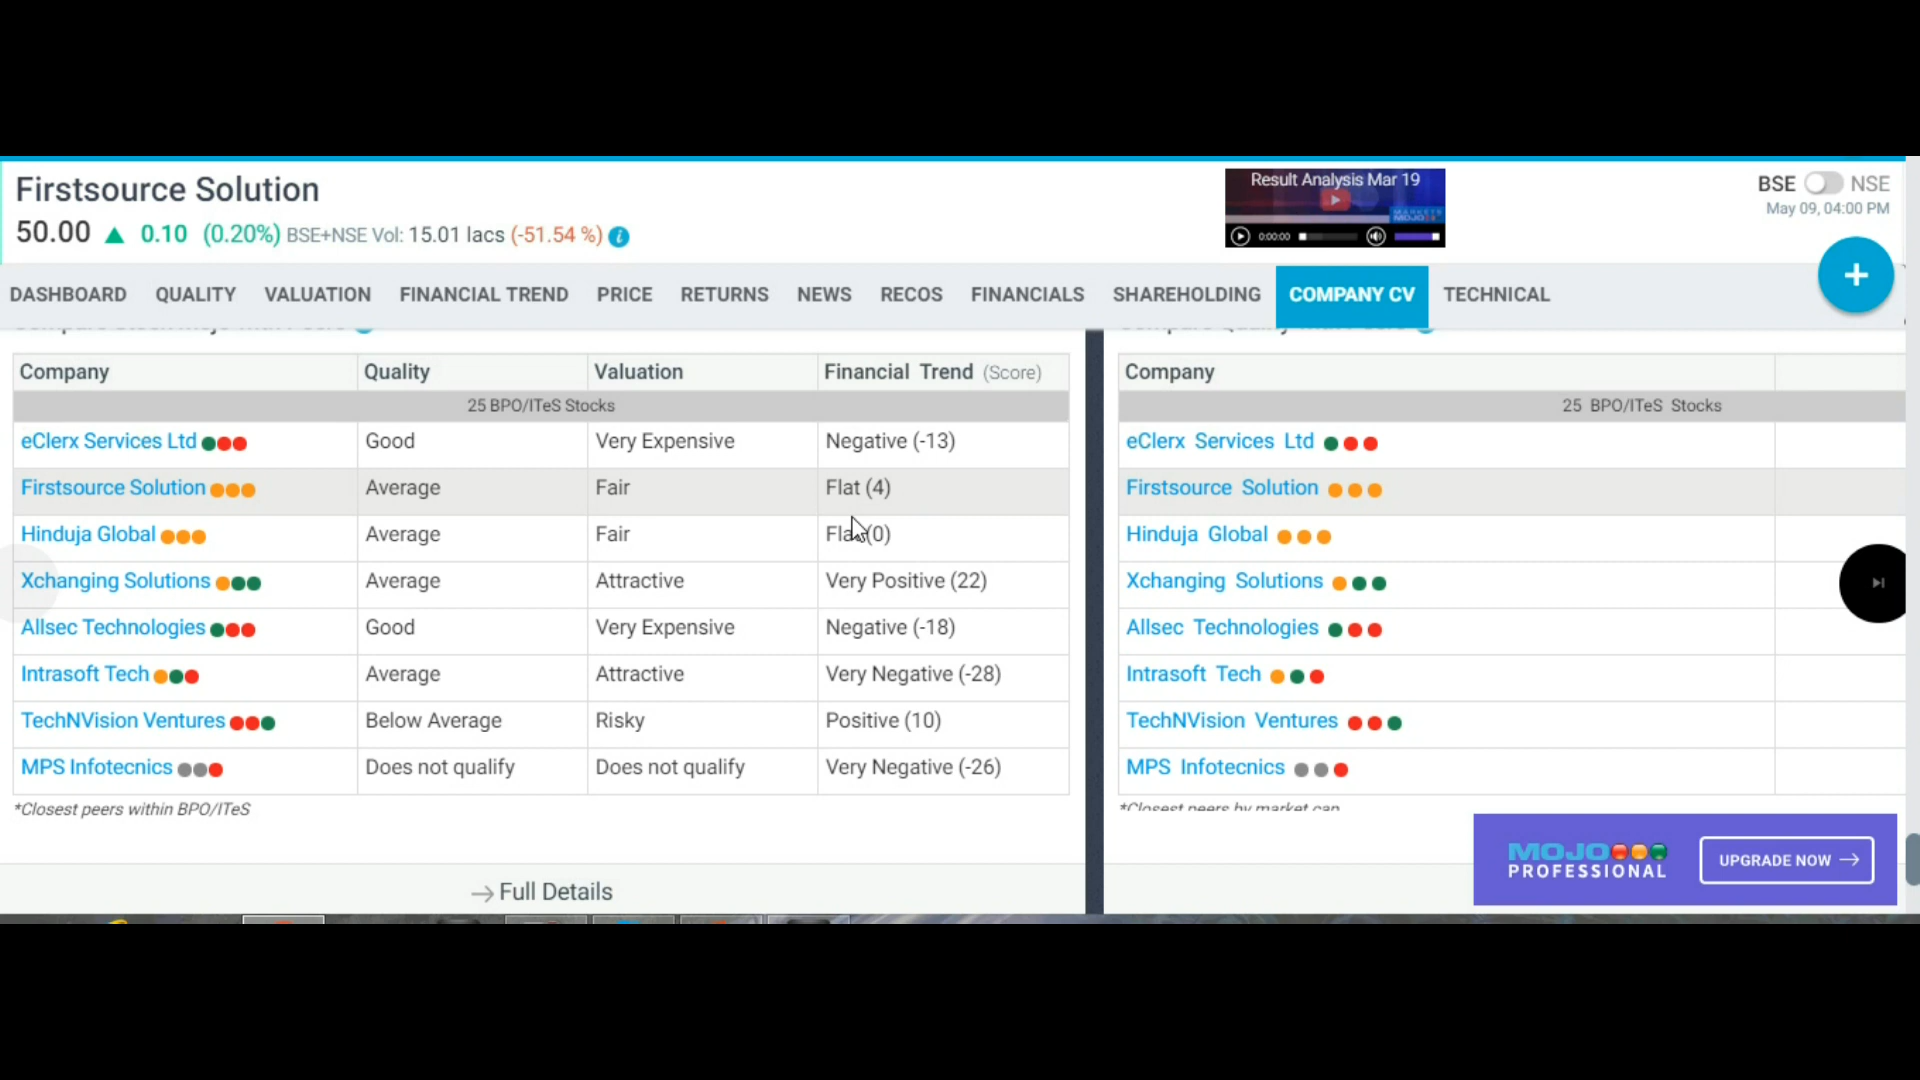 Firstsource Solution
50.00 ▲ 0.10 (0.20%) BSE+NSE Vol: 15.01 lacs (-51.54 %) i
Result Analysis Mar 19
MARKETS
MOJO
0:00:00
BSE NSE
May 09, 04:00 PM
+
DASHBOARD QUALITY VALUATION FINANCIAL TREND PRICE RETURNS NEWS RECOS FINANCIALS SHAREHOLDING COMPANY CV TECHNICAL
Company Quality Valuation Financial Trend (Score)
25 BPO/ITeS Stocks
eClerx Services Ltd Good Very Expensive Negative (-13)
Firstsource Solution Average Fair Flat (4)
Hinduja Global Average Fair Flat (0)
Xchanging Solutions Average Attractive Very Positive (22)
Allsec Technologies Good Very Expensive Negative (-18)
Intrasoft Tech Average Attractive Very Negative (-28)
TechNVision Ventures Below Average Risky Positive (10)
MPS Infotecnics Does not qualify Does not qualify Very Negative (-26)
*Closest peers within BPO/ITeS
→ Full Details
Company
25 BPO/ITeS Stocks
eClerx Services Ltd
Firstsource Solution
Hinduja Global
Xchanging Solutions
Allsec Technologies
Intrasoft Tech
TechNVision Ventures
MPS Infotecnics
*Closest peers by market cap
MOJO
PROFESSIONAL
UPGRADE NOW →